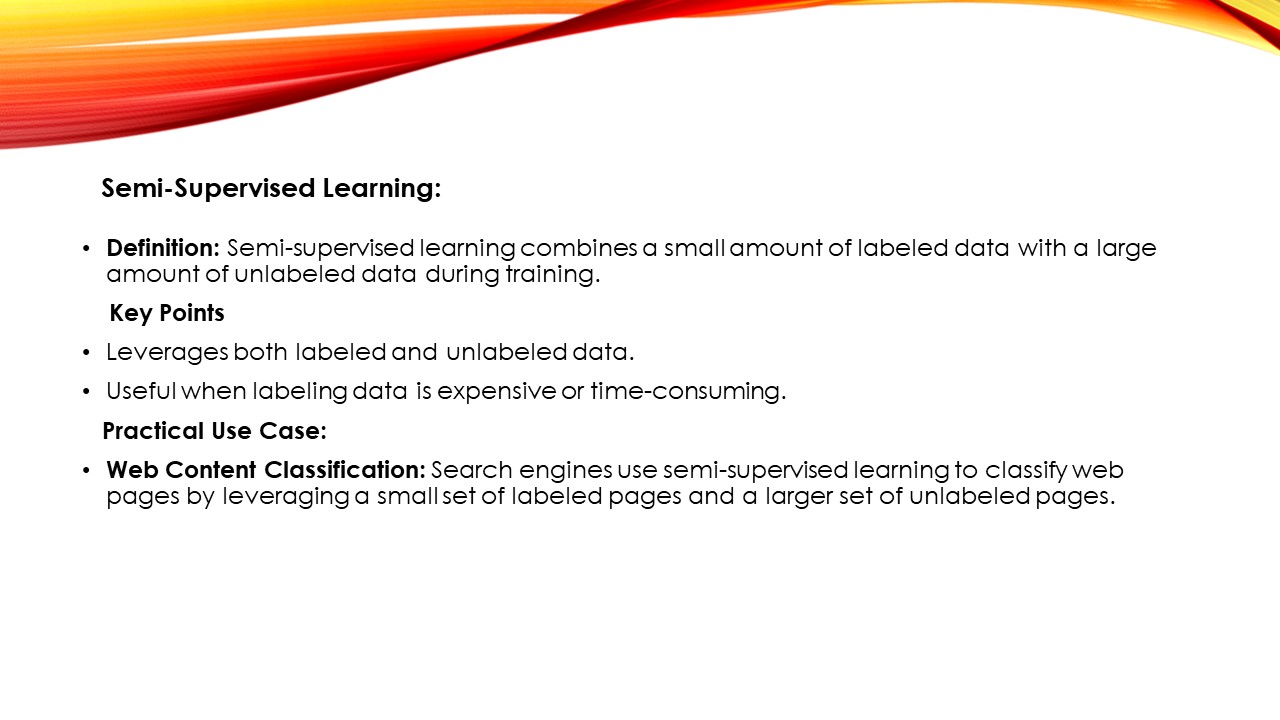 Semi-Supervised Learning:
• Definition: Semi-supervised learning combines a small amount of labeled data with a large
amount of unlabeled data during training.
Key Points
• Leverages both labeled and unlabeled data.
• Useful when labeling data is expensive or time-consuming.
Practical Use Case:
• Web Content Classification: Search engines use semi-supervised learning to classify web
pages by leveraging a small set of labeled pages and a larger set of unlabeled pages.